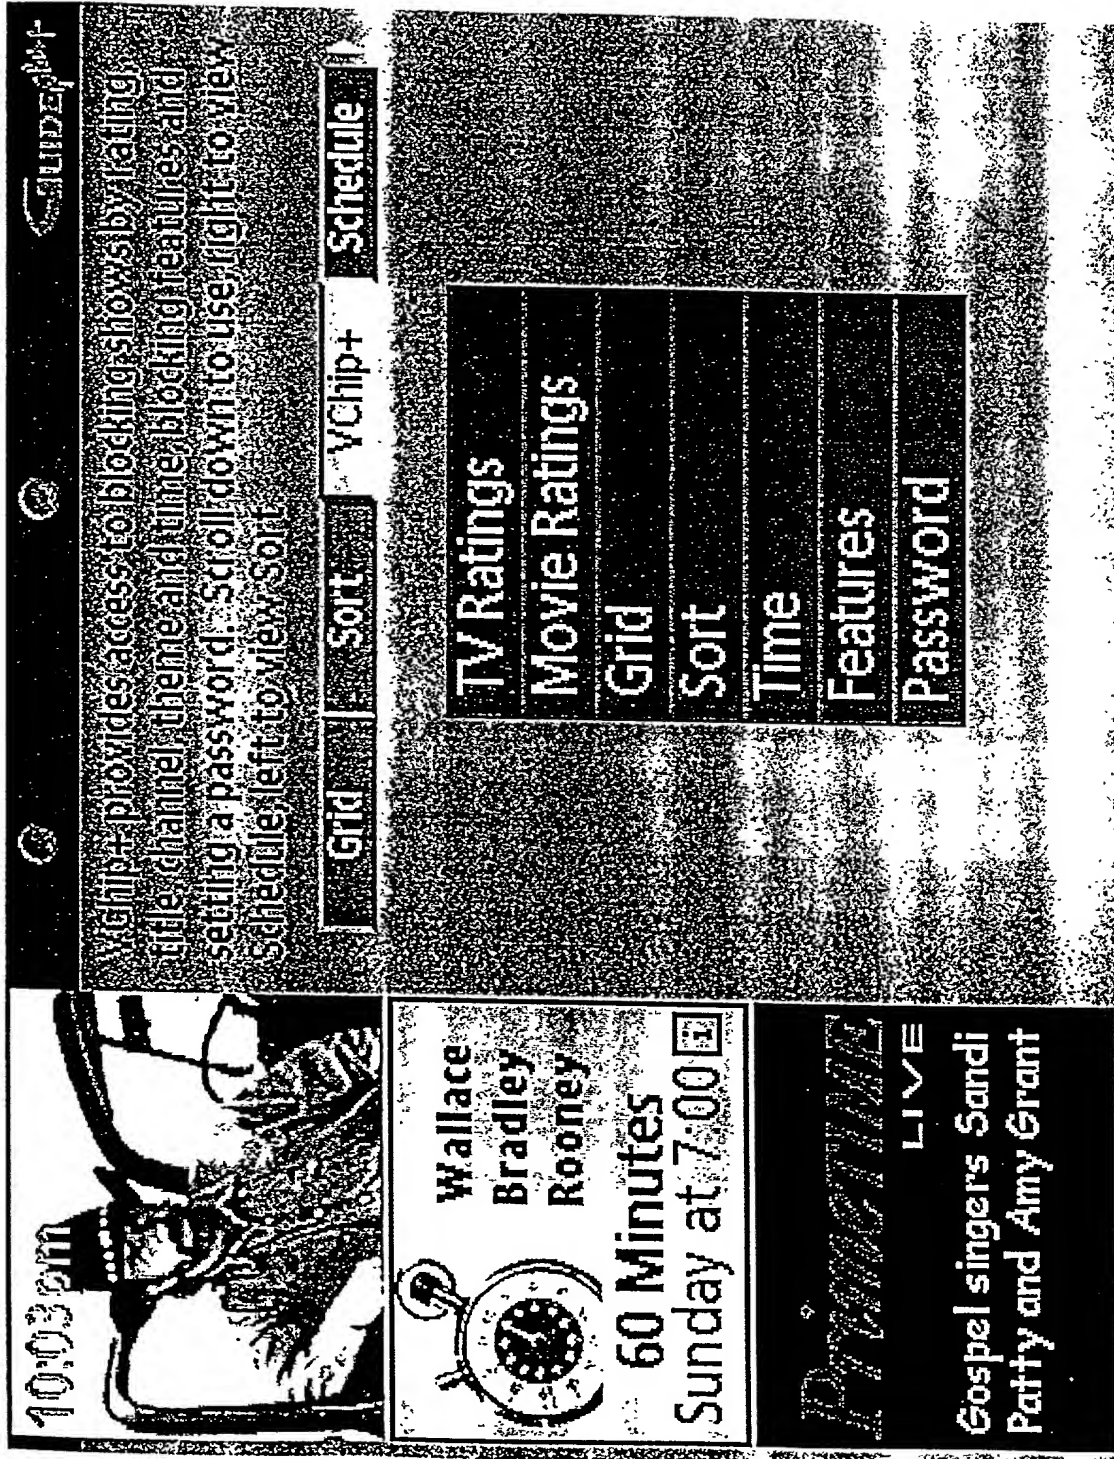 10:03pm
GUIDE Plus+
VChip+ provides access to blocking shows by rating,
title, channel, theme and time, blocking features and
setting a password. Scroll down to use, right to view
Schedule, left to view Sort
Grid
Sort
VChip+
Schedule
TV Ratings
Movie Ratings
Grid
Sort
Time
Features
Password
Wallace
Bradley
Rooney
60 Minutes
Sunday at 7:00 i
PRIMETIME
LIVE
Gospel singers Sandi
Patty and Amy Grant